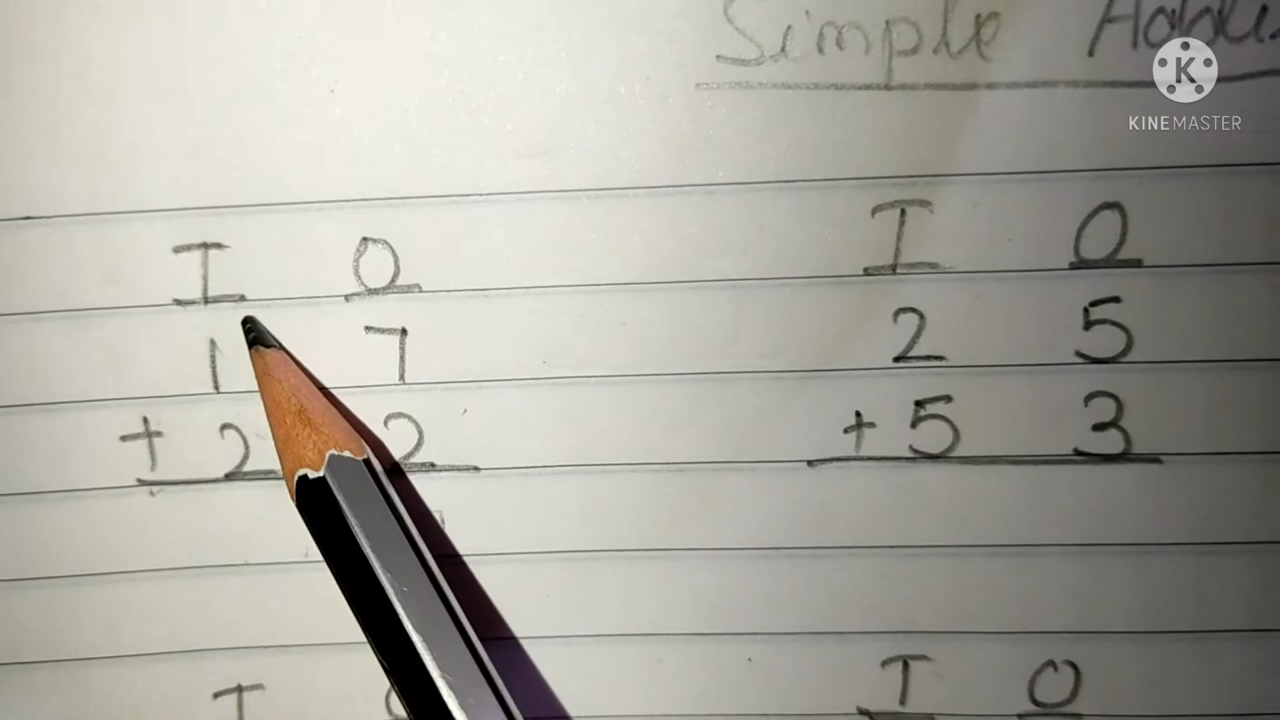 Simple
KINEMASTER
T O T O
1 7 2 5
+ 2 2 + 5 3
T T O